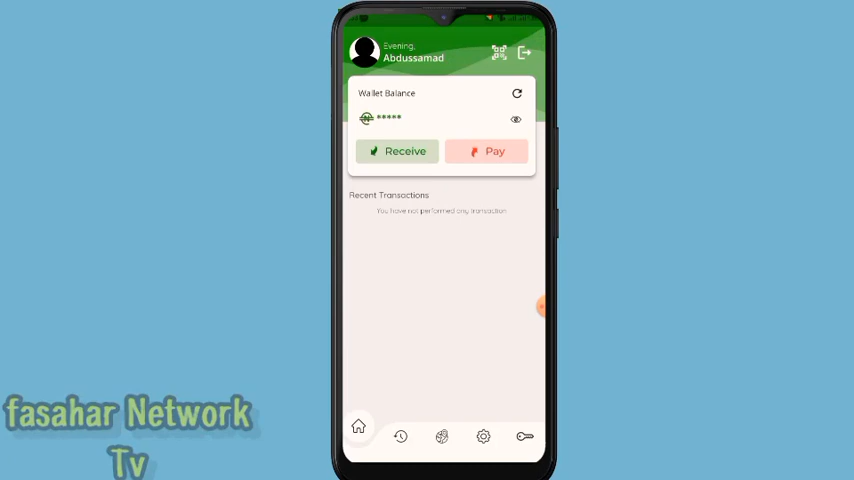 Evening,
Abdussamad
Wallet Balance
*****
Receive
Pay
Recent Transactions
You have not performed any transaction
fasahar Network
Tv